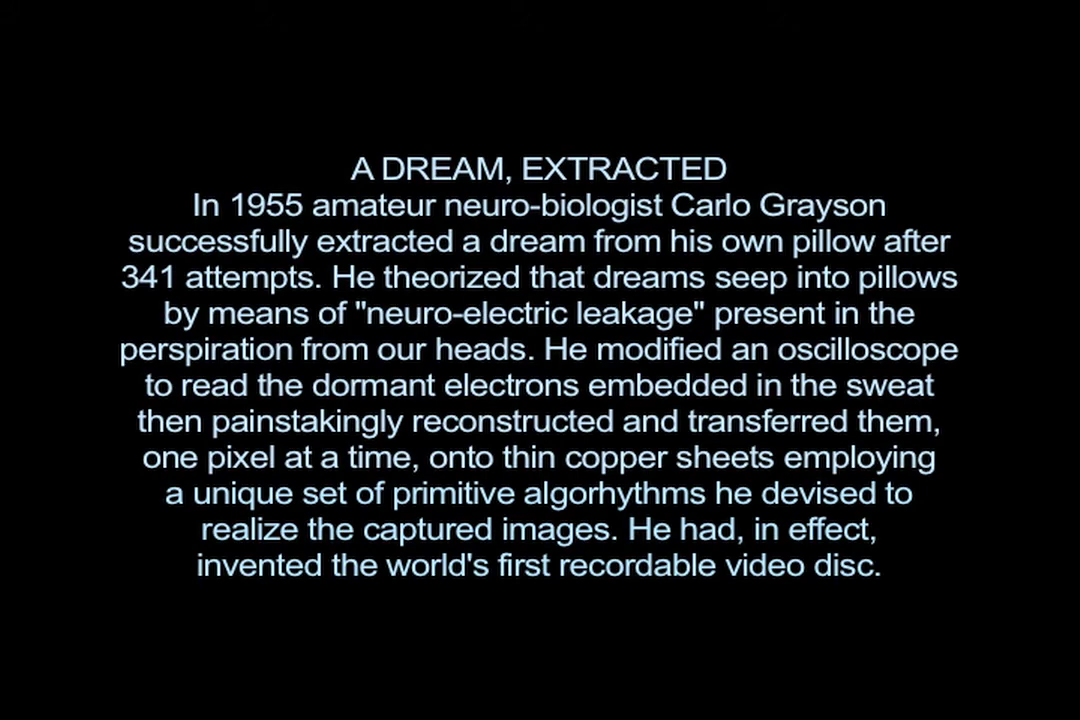 A DREAM, EXTRACTED
In 1955 amateur neuro-biologist Carlo Grayson
successfully extracted a dream from his own pillow after
341 attempts. He theorized that dreams seep into pillows
by means of "neuro-electric leakage" present in the
perspiration from our heads. He modified an oscilloscope
to read the dormant electrons embedded in the sweat
then painstakingly reconstructed and transferred them,
one pixel at a time, onto thin copper sheets employing
a unique set of primitive algorhythms he devised to
realize the captured images. He had, in effect,
invented the world's first recordable video disc.